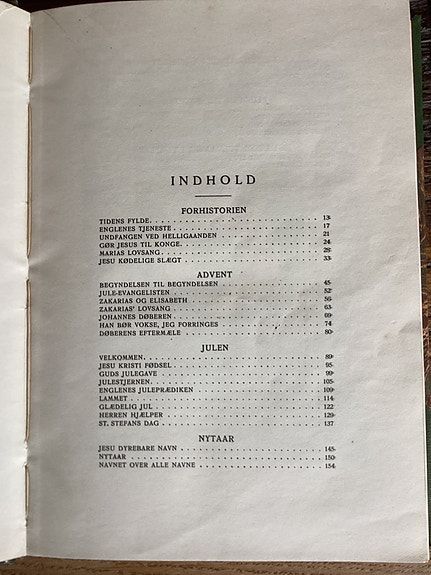 INDHOLD
FORHISTORIEN
TIDENS FYLDE. . . . . . . . . . . . . . . . . . . . 13
ENGLENES TJENESTE . . . . . . . . . . . . . . . . . 17
UNDFANGEN VED HELLIGAANDEN . . . . . . . . . . . . 21
GØR JESUS TIL KONGE. . . . . . . . . . . . . . . . 24
MARIAS LOVSANG . . . . . . . . . . . . . . . . . . 28
JESU KØDELIGE SLÆGT . . . . . . . . . . . . . . . . 33
ADVENT
BEGYNDELSEN TIL BEGYNDELSEN . . . . . . . . . . . . 45
JULE-EVANGELISTEN . . . . . . . . . . . . . . . . . 52
ZAKARIAS OG ELISABETH . . . . . . . . . . . . . . . 56
ZAKARIAS' LOVSANG . . . . . . . . . . . . . . . . . 63
JOHANNES DØBEREN . . . . . . . . . . . . . . . . . 69
HAN BØR VOKSE, JEG FORRINGES . . . . . . . . . . . 74
DØBERENS EFTERMÆLE . . . . . . . . . . . . . . . . 80
JULEN
VELKOMMEN. . . . . . . . . . . . . . . . . . . . . 89
JESU KRISTI FØDSEL . . . . . . . . . . . . . . . . 95
GUDS JULEGAVE . . . . . . . . . . . . . . . . . . . 99
JULESTJERNEN . . . . . . . . . . . . . . . . . . . 105
ENGLENES JULEPRÆDIKEN . . . . . . . . . . . . . . . 109
LAMMET . . . . . . . . . . . . . . . . . . . . . . 114
GLÆDELIG JUL . . . . . . . . . . . . . . . . . . . 122
HERREN HJÆLPER . . . . . . . . . . . . . . . . . . 129
ST. STEFANS DAG . . . . . . . . . . . . . . . . . . 137
NYTAAR
JESU DYREBARE NAVN . . . . . . . . . . . . . . . . 145
NYTAAR . . . . . . . . . . . . . . . . . . . . . . 150
NAVNET OVER ALLE NAVNE . . . . . . . . . . . . . . 154